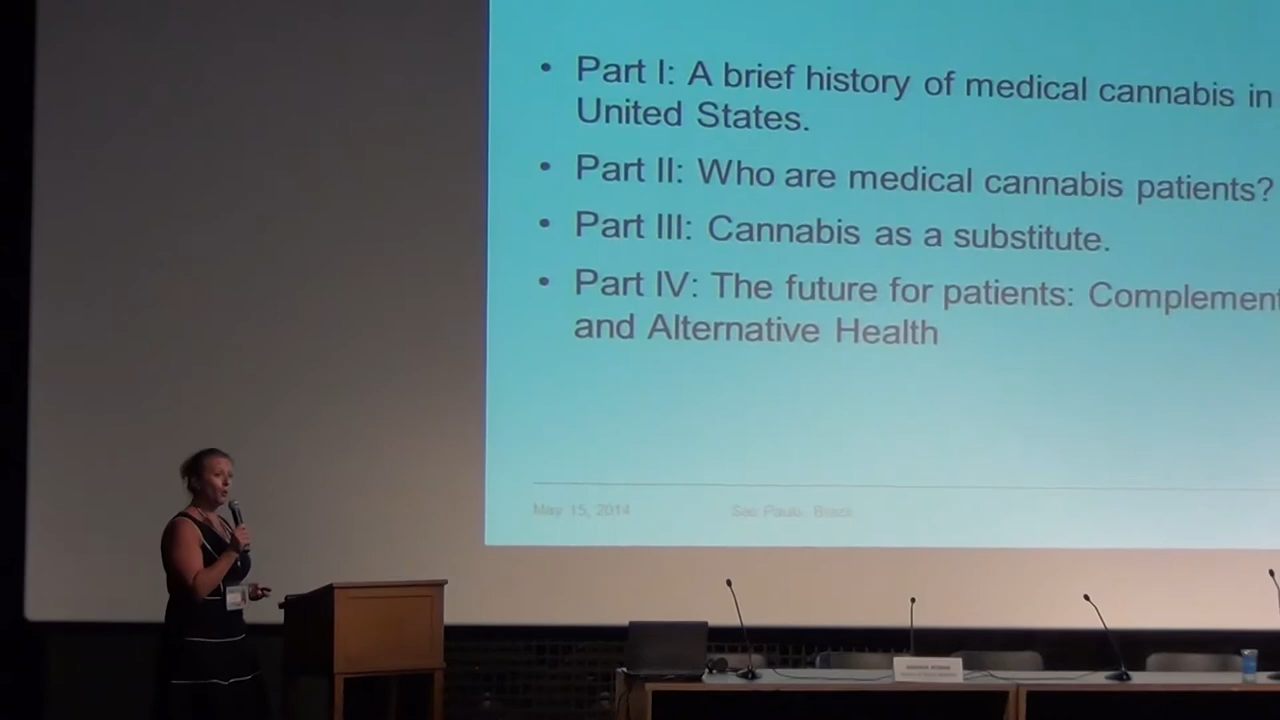 • Part I: A brief history of medical cannabis in
United States.
• Part II: Who are medical cannabis patients?
• Part III: Cannabis as a substitute.
• Part IV: The future for patients: Complement
and Alternative Health
May 15, 2014 Sao Paulo, Brazil